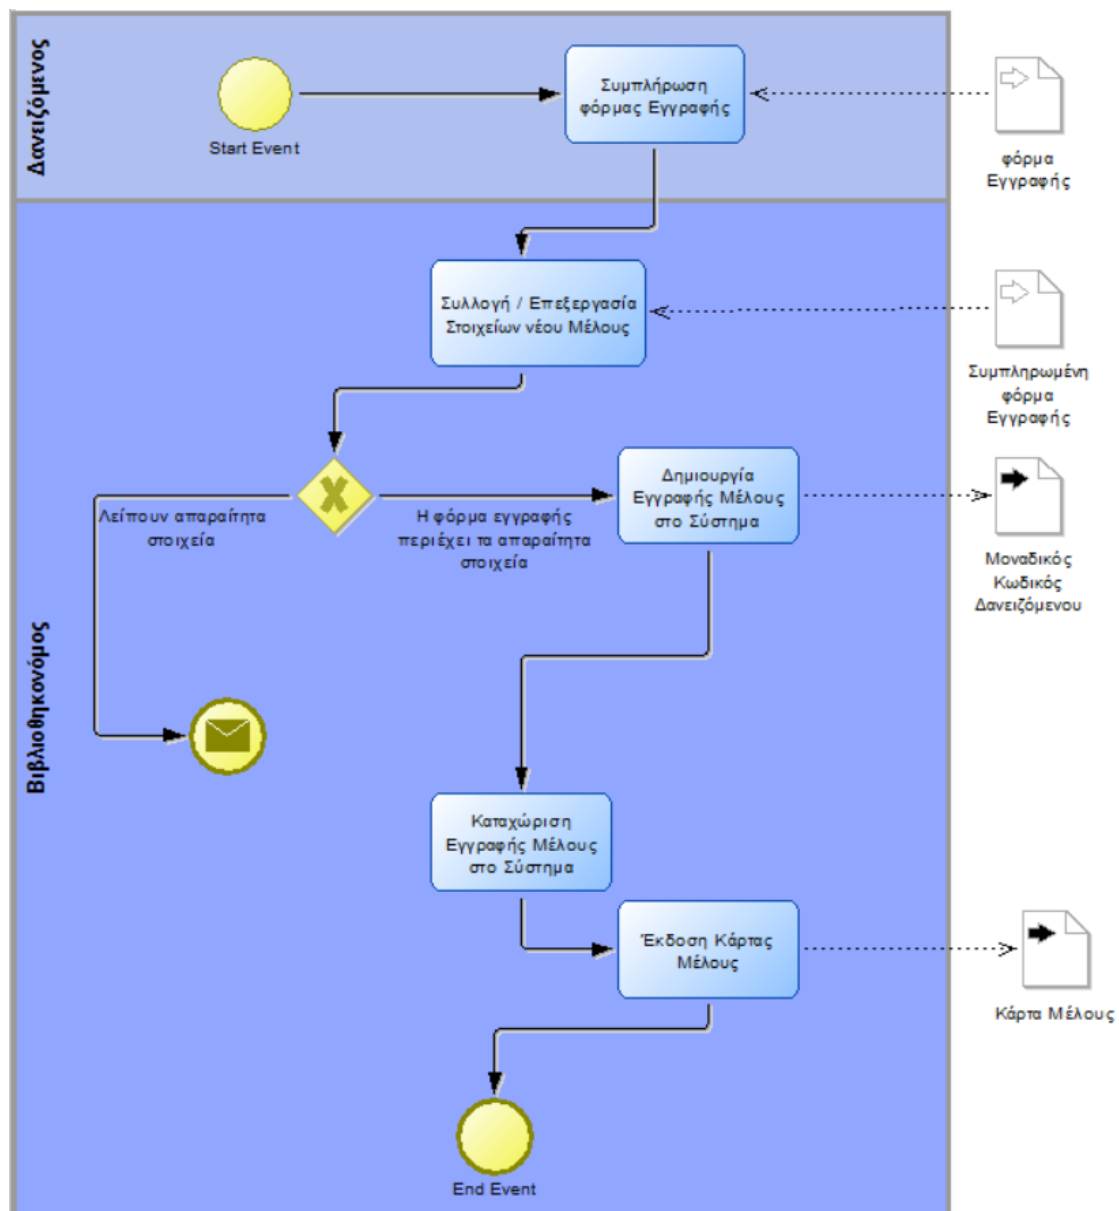 Δανειζόμενος
Start Event
Συμπλήρωση
φόρμας Εγγραφής
φόρμα
Εγγραφής
Βιβλιοθηκονόμος
Συλλογή / Επεξεργασία
Στοιχείων νέου Μέλους
Συμπληρωμένη
φόρμα
Εγγραφής
Λείπουν απαραίτητα
στοιχεία
Η φόρμα εγγραφής
περιέχει τα απαραίτητα
στοιχεία
Δημιουργία
Εγγραφής Μέλους
στο Σύστημα
Μοναδικός
Κωδικός
Δανειζόμενου
Καταχώριση
Εγγραφής Μέλους
στο Σύστημα
Έκδοση Κάρτας
Μέλους
Κάρτα Μέλους
End Event